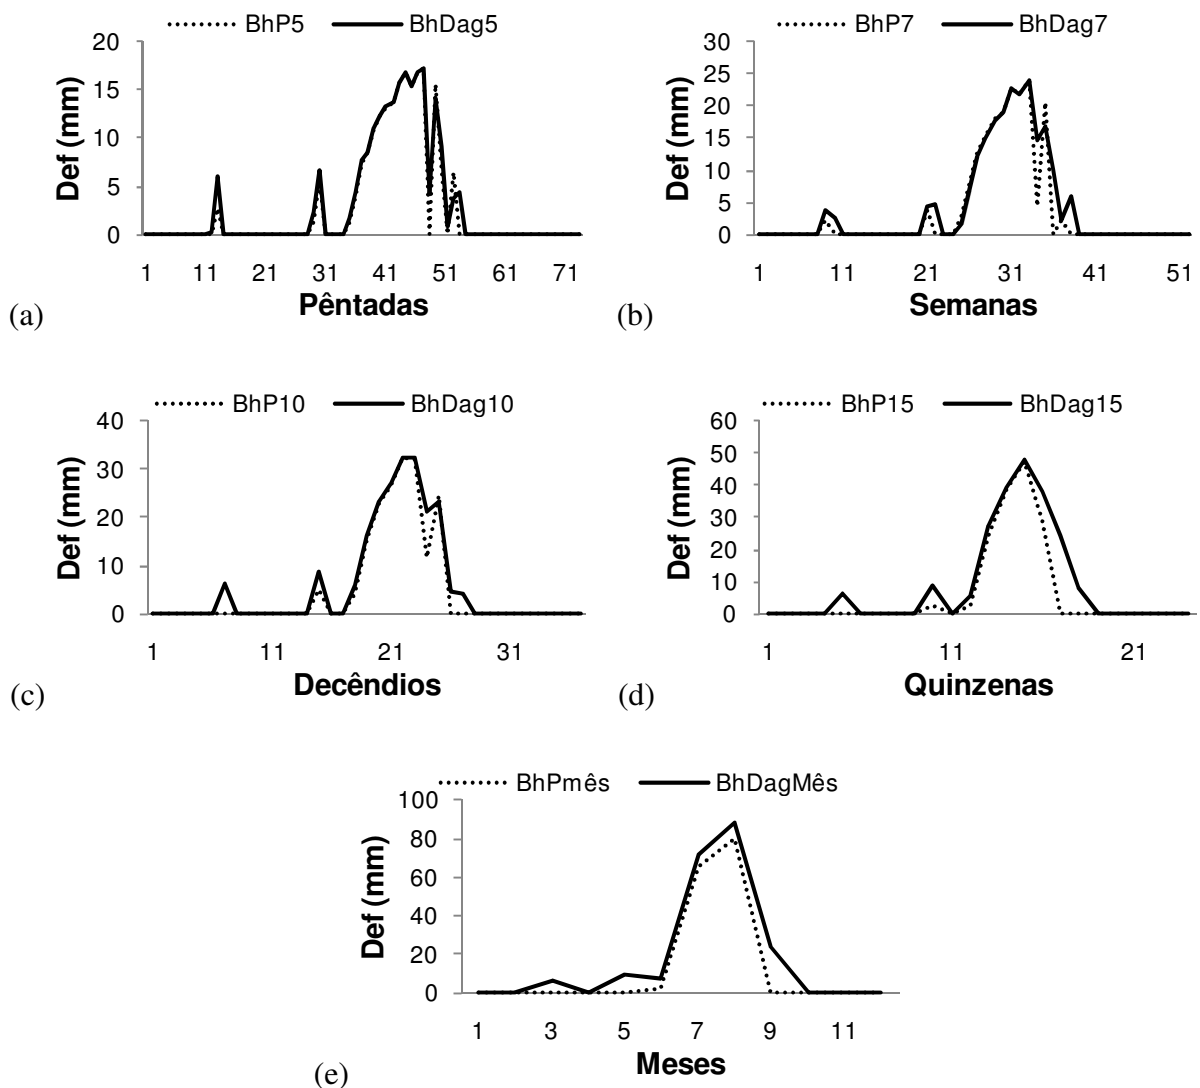 BhP5 BhDag5
20
15
10
5
0
Def (mm)
1 11 21 31 41 51 61 71
Pêntadas
(a)
BhP7 BhDag7
30
25
20
15
10
5
0
Def (mm)
1 11 21 31 41 51
Semanas
(b)
BhP10 BhDag10
40
30
20
10
0
Def (mm)
1 11 21 31
Decêndios
(c)
BhP15 BhDag15
60
50
40
30
20
10
0
Def (mm)
1 11 21
Quinzenas
(d)
BhPmês BhDagMês
100
80
60
40
20
0
Def (mm)
1 3 5 7 9 11
Meses
(e)